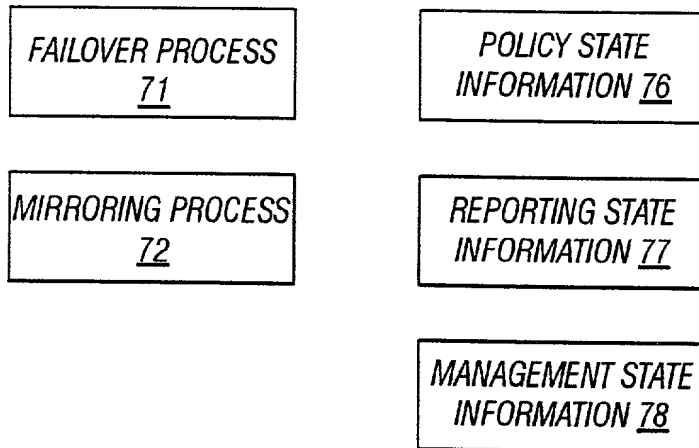 FAILOVER PROCESS
71
MIRRORING PROCESS
72
POLICY STATE
INFORMATION 76
REPORTING STATE
INFORMATION 77
MANAGEMENT STATE
INFORMATION 78